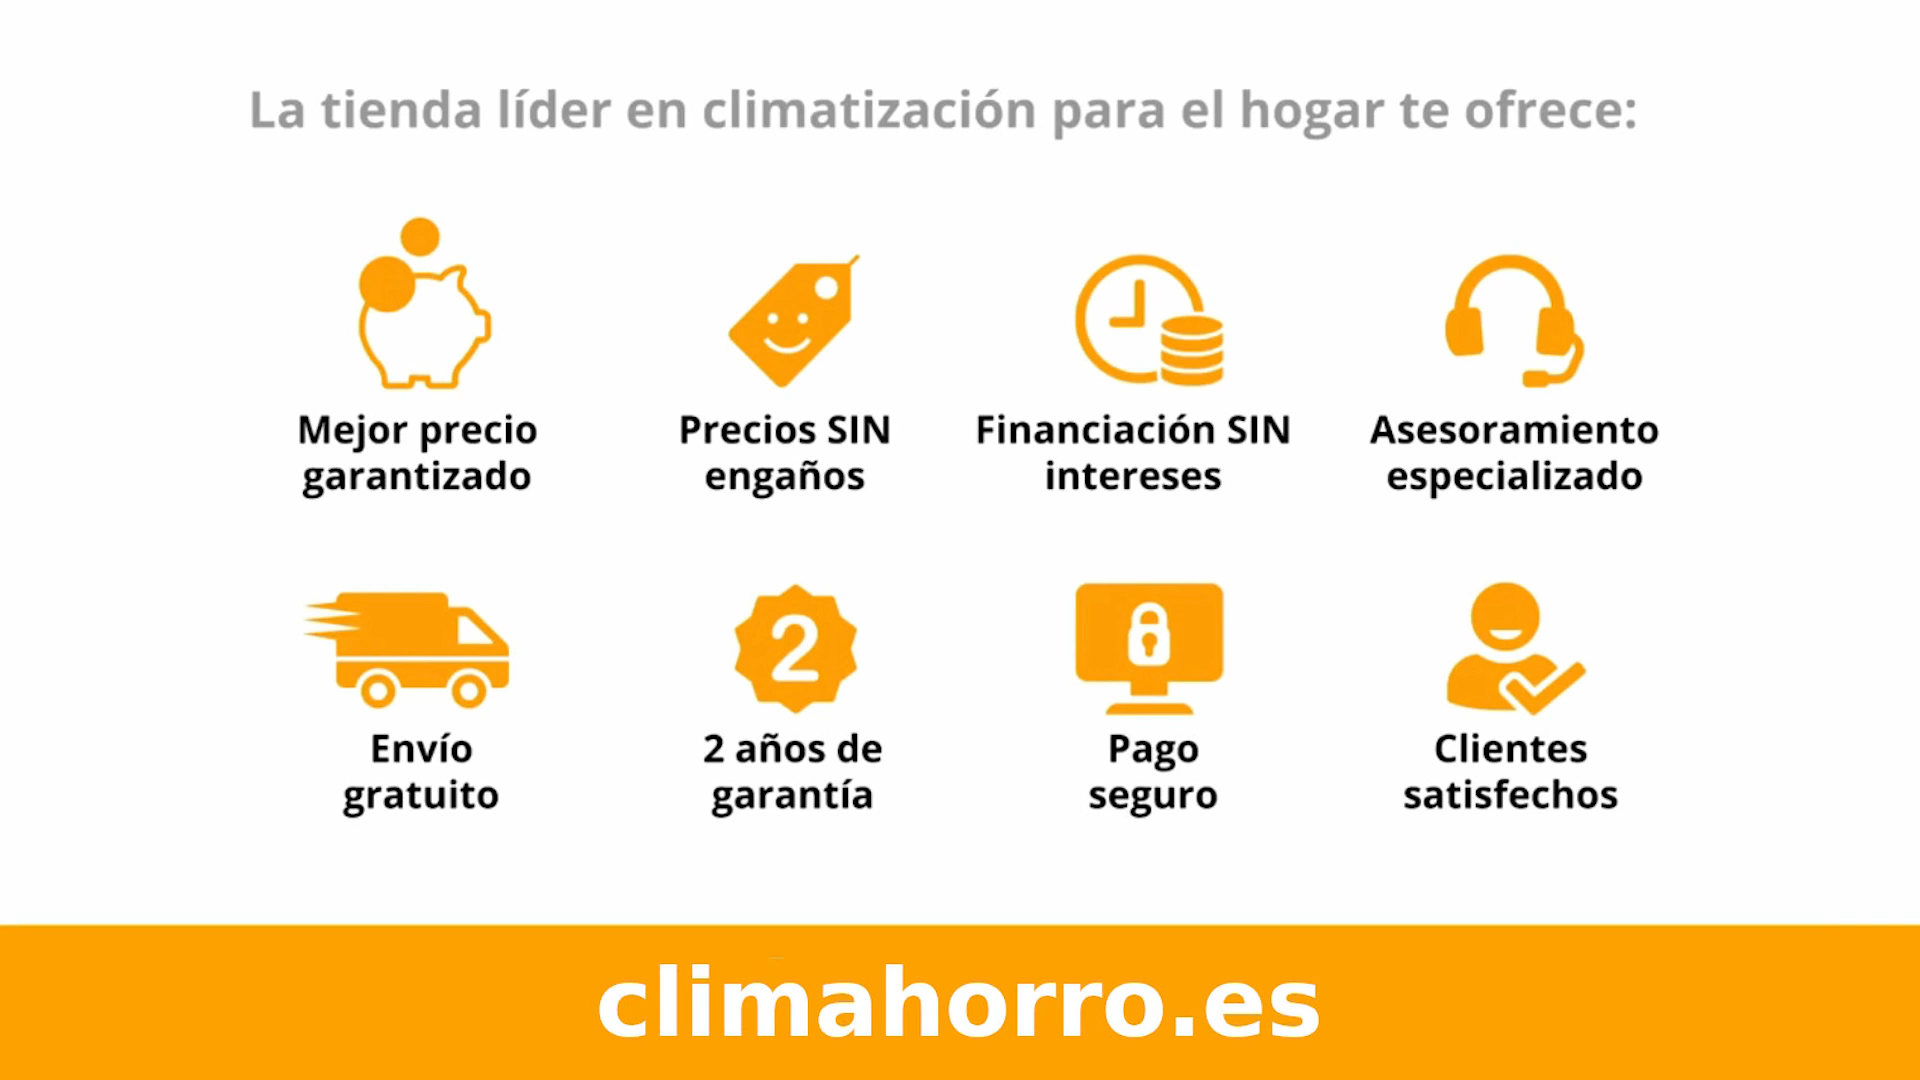 La tienda líder en climatización para el hogar te ofrece:
Mejor precio
garantizado
Precios SIN
engaños
Financiación SIN
intereses
Asesoramiento
especializado
Envío
gratuito
2
2 años de
garantía
Pago
seguro
Clientes
satisfechos
climahorro.es